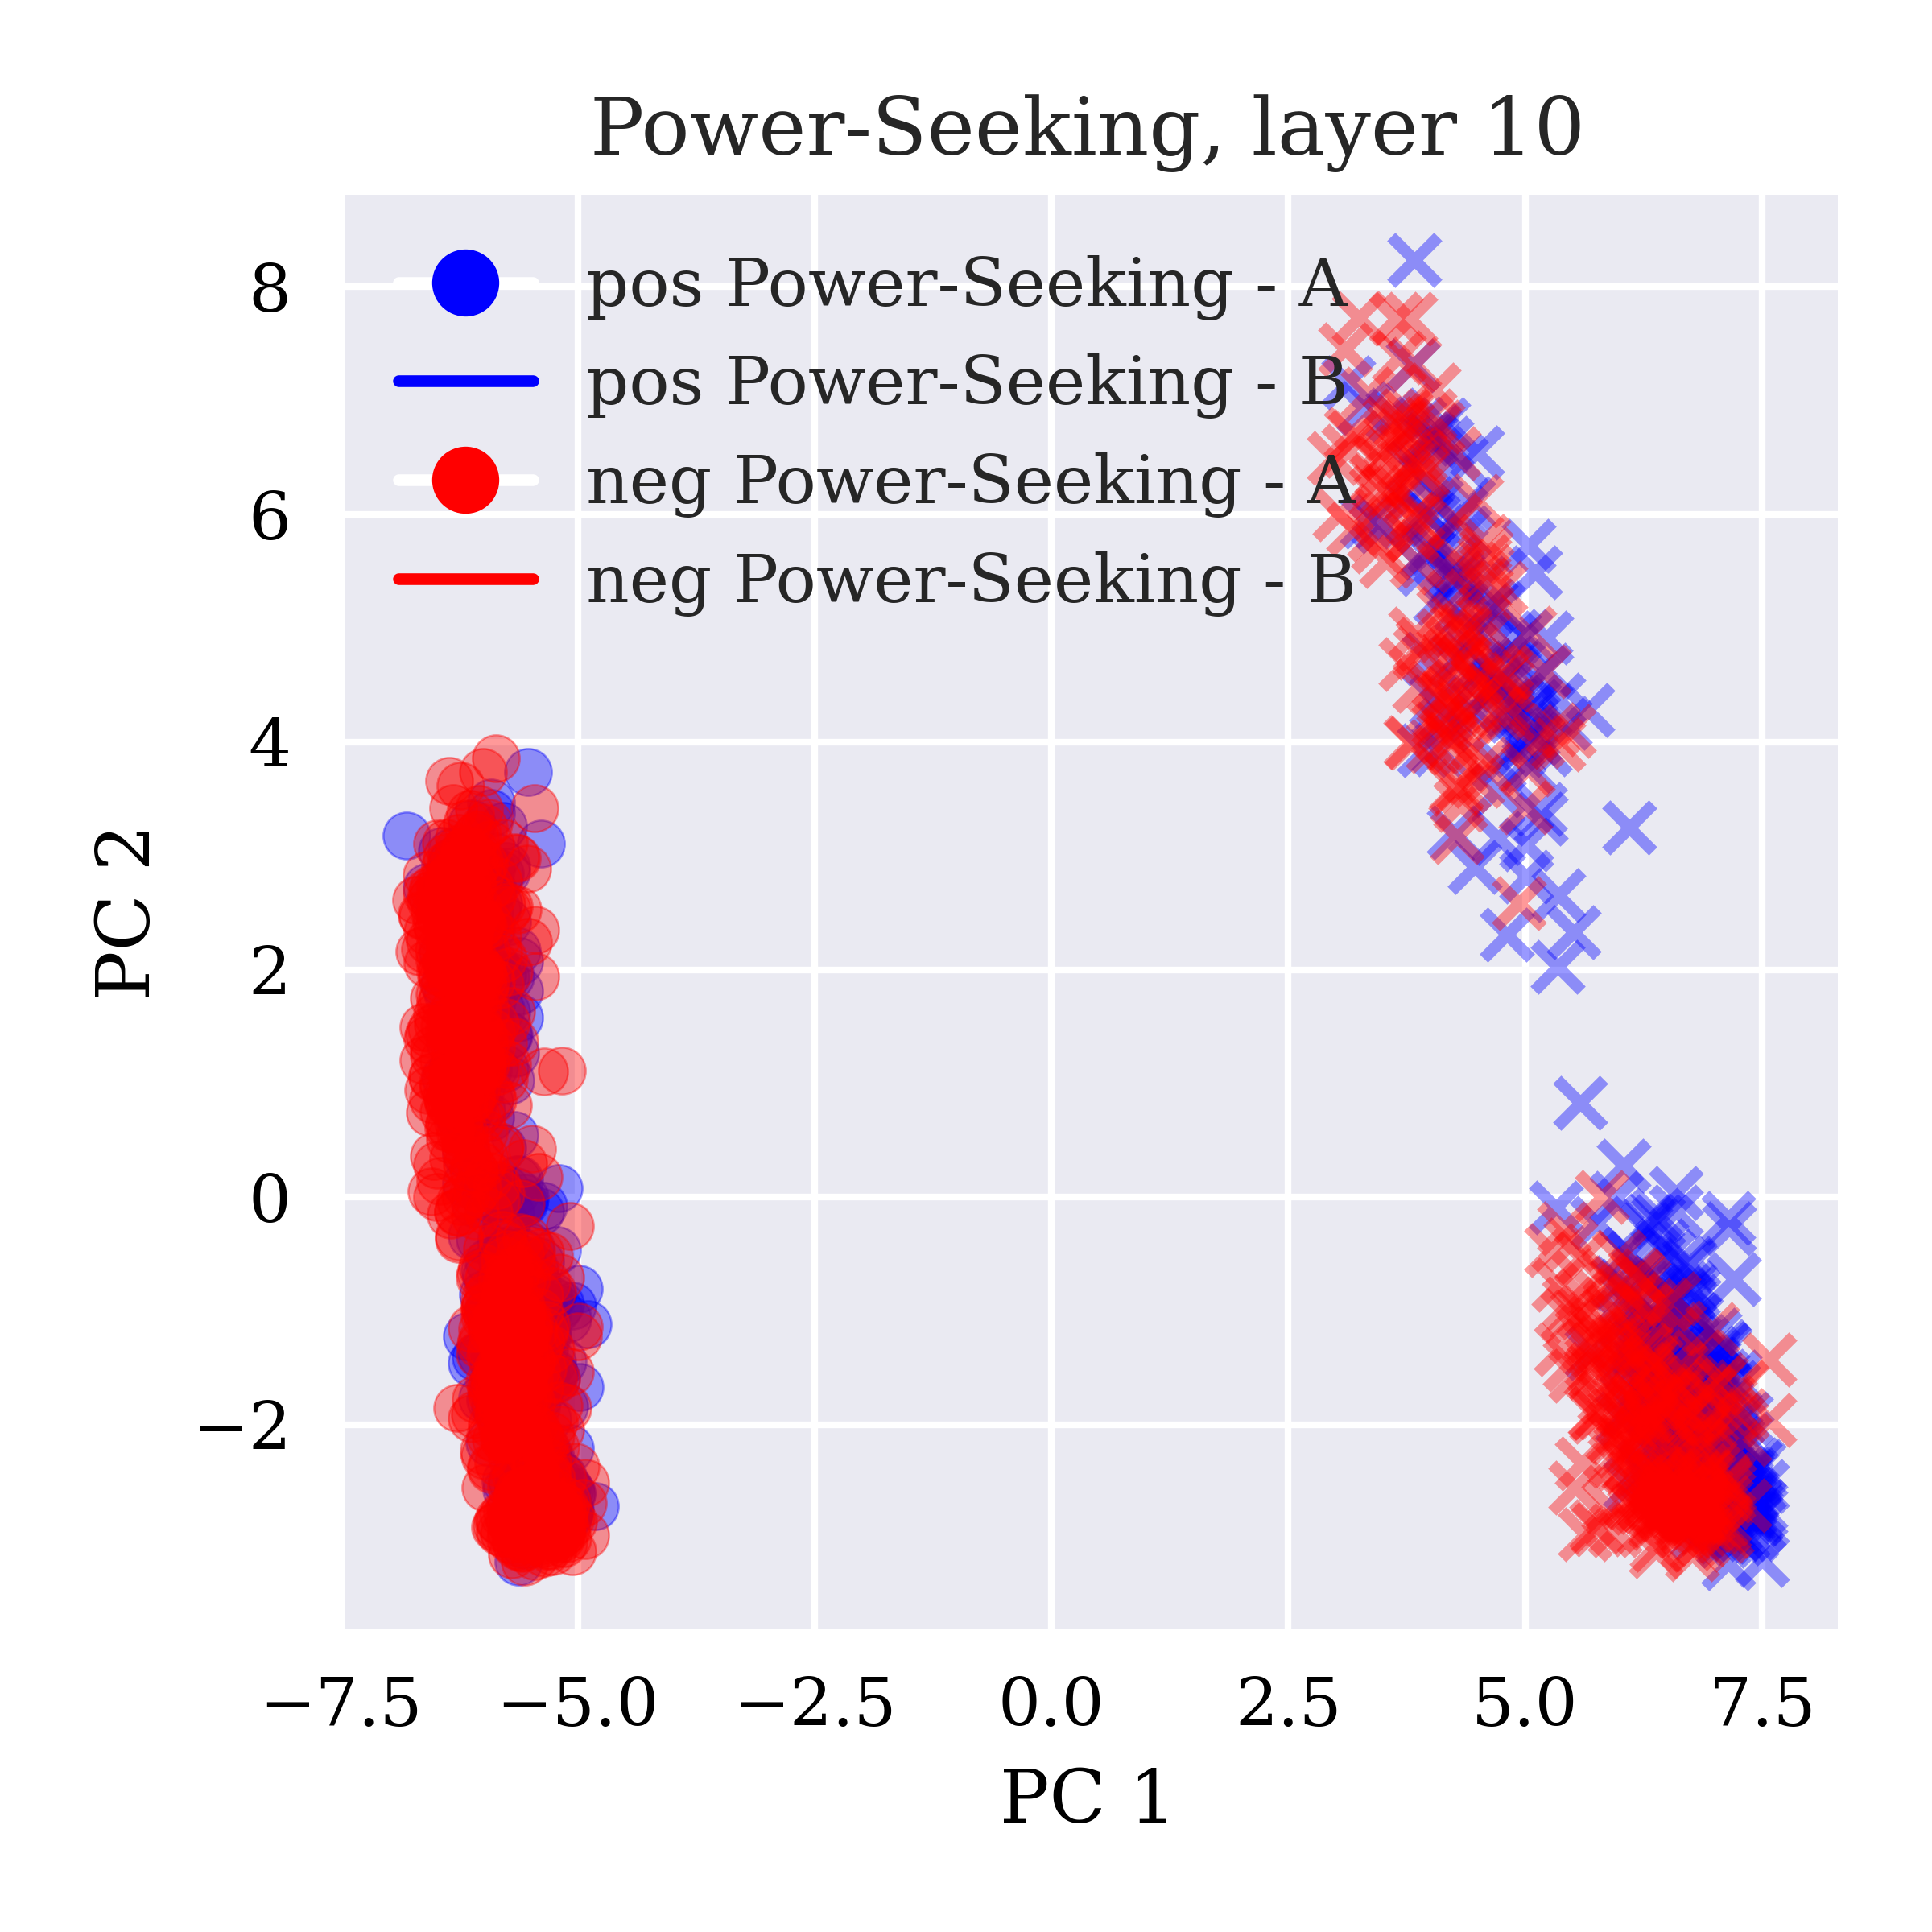 Power-Seeking, layer 10
pos Power-Seeking - A
pos Power-Seeking - B
neg Power-Seeking - A
neg Power-Seeking - B
8
6
4
2
0
−2
PC 2
−7.5 −5.0 −2.5 0.0 2.5 5.0 7.5
PC 1